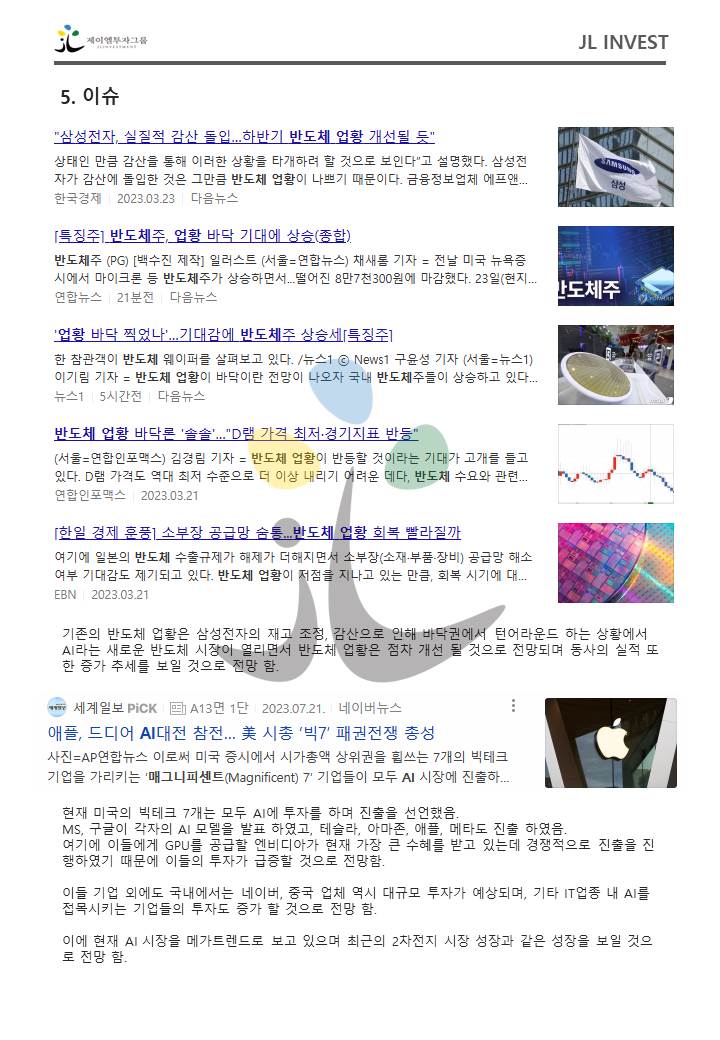 제이엘투자그룹
JL INVESTMENT
JL INVEST
5. 이슈
"삼성전자, 실질적 감산 돌입...하반기 반도체 업황 개선될 듯"
상태인 만큼 감산을 통해 이러한 상황을 타개하려 할 것으로 보인다”고 설명했다. 삼성전
자가 감산에 돌입한 것은 그만큼 반도체 업황이 나쁘기 때문이다. 금융정보업체 에프앤...
한국경제 2023.03.23 다음뉴스
SAMSUNG
삼성
[특징주] 반도체주, 업황 바닥 기대에 상승(종합)
반도체주 (PG) [백수진 제작] 일러스트 (서울=연합뉴스) 채새롬 기자 = 전날 미국 뉴욕증
시에서 마이크론 등 반도체주가 상승하면서...떨어진 8만7천300원에 마감했다. 23일(현지...
연합뉴스 21분전 다음뉴스
반도체주
'업황 바닥 찍었나'...기대감에 반도체주 상승세[특징주]
한 참관객이 반도체 웨이퍼를 살펴보고 있다. /뉴스1 ⓒ News1 구윤성 기자 (서울=뉴스1)
이기림 기자 = 반도체 업황이 바닥이란 전망이 나오자 국내 반도체주들이 상승하고 있다...
뉴스1 5시간전 다음뉴스
반도체 업황 바닥론 '솔솔'..."D램 가격 최저·경기지표 반등"
(서울=연합인포맥스) 김경림 기자 = 반도체 업황이 반등할 것이라는 기대가 고개를 들고
있다. D램 가격도 역대 최저 수준으로 더 이상 내리기 어려운 데다, 반도체 수요와 관련...
연합인포맥스 2023.03.21
[한일 경제 훈풍] 소부장 공급망 숨통...반도체 업황 회복 빨라질까
여기에 일본의 반도체 수출규제가 해제가 더해지면서 소부장(소재·부품·장비) 공급망 해소
여부 기대감도 제기되고 있다. 반도체 업황이 저점을 지나고 있는 만큼, 회복 시기에 대...
EBN 2023.03.21
기존의 반도체 업황은 삼성전자의 재고 조정, 감산으로 인해 바닥권에서 턴어라운드 하는 상황에서
AI라는 새로운 반도체 시장이 열리면서 반도체 업황은 점차 개선 될 것으로 전망되며 동사의 실적 또
한 증가 추세를 보일 것으로 전망 함.
세계일보 PiCK A13면 1단 2023.07.21. 네이버뉴스
애플, 드디어 AI대전 참전... 美 시총 ‘빅7’ 패권전쟁 총성
사진=AP연합뉴스 이로써 미국 증시에서 시가총액 상위권을 휩쓰는 7개의 빅테크
기업을 가리키는 ‘매그니피센트(Magnificent) 7’ 기업들이 모두 AI 시장에 진출하...
현재 미국의 빅테크 7개는 모두 AI에 투자를 하며 진출을 선언했음.
MS, 구글이 각자의 AI 모델을 발표 하였고, 테슬라, 아마존, 애플, 메타도 진출 하였음.
여기에 이들에게 GPU를 공급할 엔비디아가 현재 가장 큰 수혜를 받고 있는데 경쟁적으로 진출을 진
행하였기 때문에 이들의 투자가 급증할 것으로 전망함.
이들 기업 외에도 국내에서는 네이버, 중국 업체 역시 대규모 투자가 예상되며, 기타 IT업종 내 AI를
접목시키는 기업들의 투자도 증가 할 것으로 전망 함.
이에 현재 AI 시장을 메가트렌드로 보고 있으며 최근의 2차전지 시장 성장과 같은 성장을 보일 것으
로 전망 함.